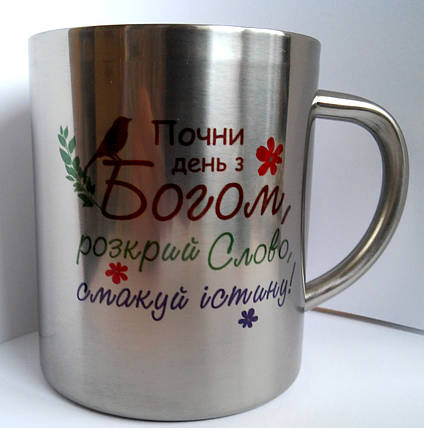 Почни
день з
Богом,
розкрий Слово,
смакуй істину!